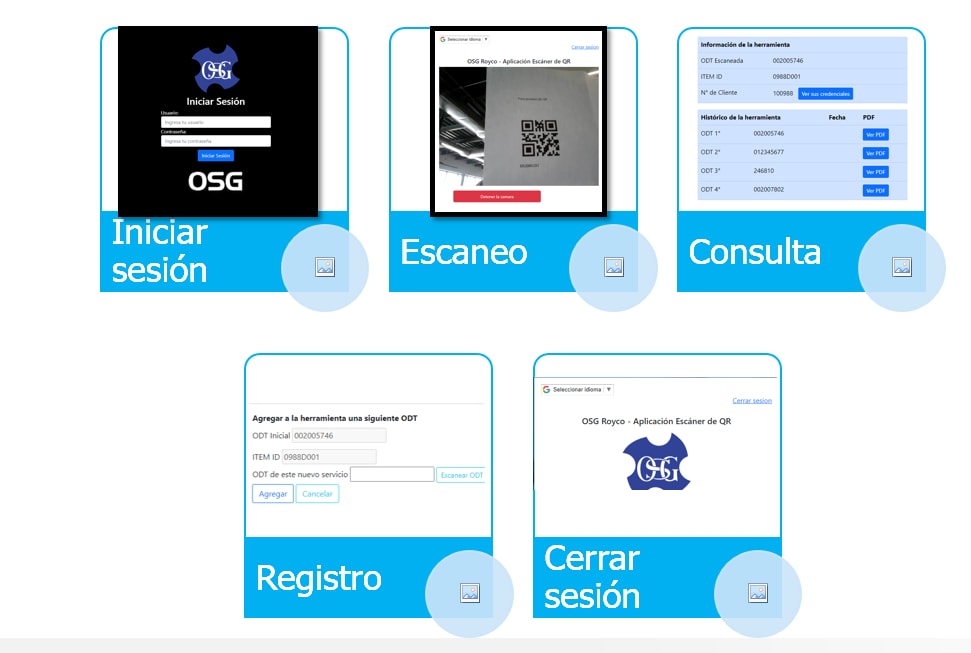 OSG
Iniciar Sesión
Usuario:
Ingresa tu usuario
Contraseña:
Ingresa tu contraseña
Iniciar Sesión
OSG
Iniciar
sesión
Seleccionar idioma ▼
Cerrar sesion
OSG Royco - Aplicación Escáner de QR
Detener la cámara
Escaneo
Información de la herramienta
ODT Escaneada 002005746
ITEM ID 0988D001
N° de Cliente 100988 Ver sus credenciales
Histórico de la herramienta Fecha PDF
ODT 1° 002005746 Ver PDF
ODT 2° 012345677 Ver PDF
ODT 3° 246810 Ver PDF
ODT 4° 002007802 Ver PDF
Consulta
Agregar a la herramienta una siguiente ODT
ODT Inicial 002005746
ITEM ID 0988D001
ODT de este nuevo servicio Escanear ODT
Agregar Cancelar
Registro
G Seleccionar idioma ▼
Cerrar sesion
OSG Royco - Aplicación Escáner de QR
OSG
Cerrar
sesión